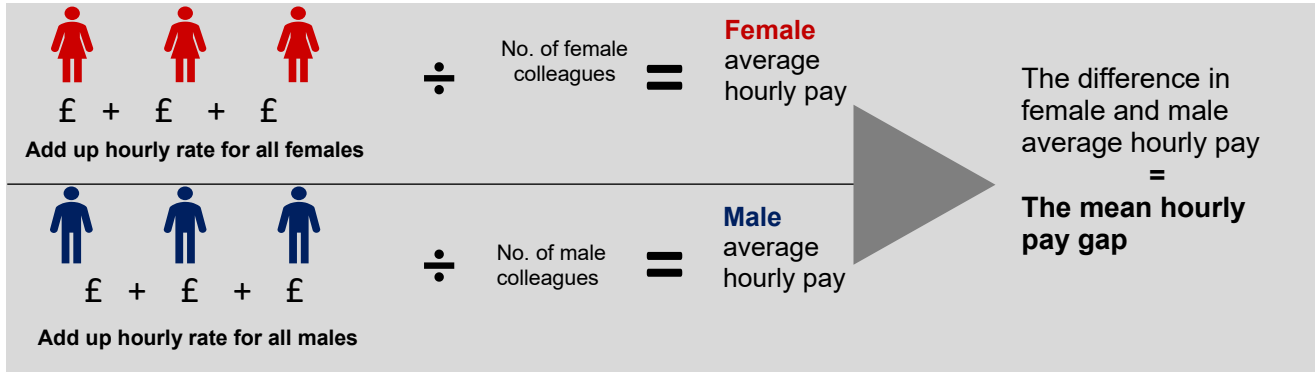 £ + £ + £
Add up hourly rate for all females
÷
No. of female
colleagues
=
Female
average
hourly pay
£ + £ + £
Add up hourly rate for all males
÷
No. of male
colleagues
=
Male
average
hourly pay
The difference in
female and male
average hourly pay
=
The mean hourly
pay gap